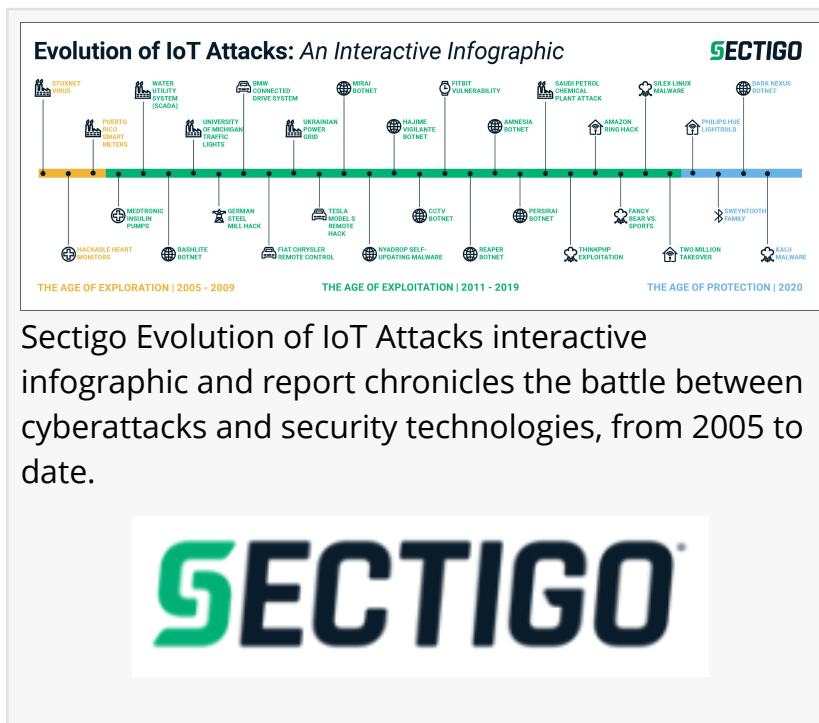 Evolution of IoT Attacks: An Interactive Infographic
SECTIGO
STUXNET
VIRUS
WATER
UTILITY
SYSTEM
(SCADA)
BMW
CONNECTED
DRIVE SYSTEM
MIRAI
BOTNET
FITBIT
VULNERABILITY
SAUDI PETROL
CHEMICAL
PLANT ATTACK
SILEX LINUX
MALWARE
DARK NEXUS
BOTNET
PUERTO
RICO
SMART
METERS
UNIVERSITY
OF MICHIGAN
TRAFFIC
LIGHTS
UKRAINIAN
POWER
GRID
HAJIME
VIGILANTE
BOTNET
AMNESIA
BOTNET
AMAZON
RING HACK
PHILIPS HUE
LIGHTBULB
MEDTRONIC
INSULIN
PUMPS
GERMAN
STEEL
MILL HACK
TESLA
MODEL S
REMOTE
HACK
CCTV
BOTNET
PERSIRAI
BOTNET
FANCY
BEAR VS.
SPORTS
SWEYNTOOTH
FAMILY
HACKABLE HEART
MONITORS
BASHLITE
BOTNET
FIAT CHRYSLER
REMOTE CONTROL
NYADROP SELF-
UPDATING MALWARE
REAPER
BOTNET
THINKPHP
EXPLOITATION
TWO MILLION
TAKEOVER
KAIJI
MALWARE
THE AGE OF EXPLORATION | 2005 - 2009
THE AGE OF EXPLOITATION | 2011 - 2019
THE AGE OF PROTECTION | 2020
Sectigo Evolution of IoT Attacks interactive
infographic and report chronicles the battle between
cyberattacks and security technologies, from 2005 to
date.
SECTIGO